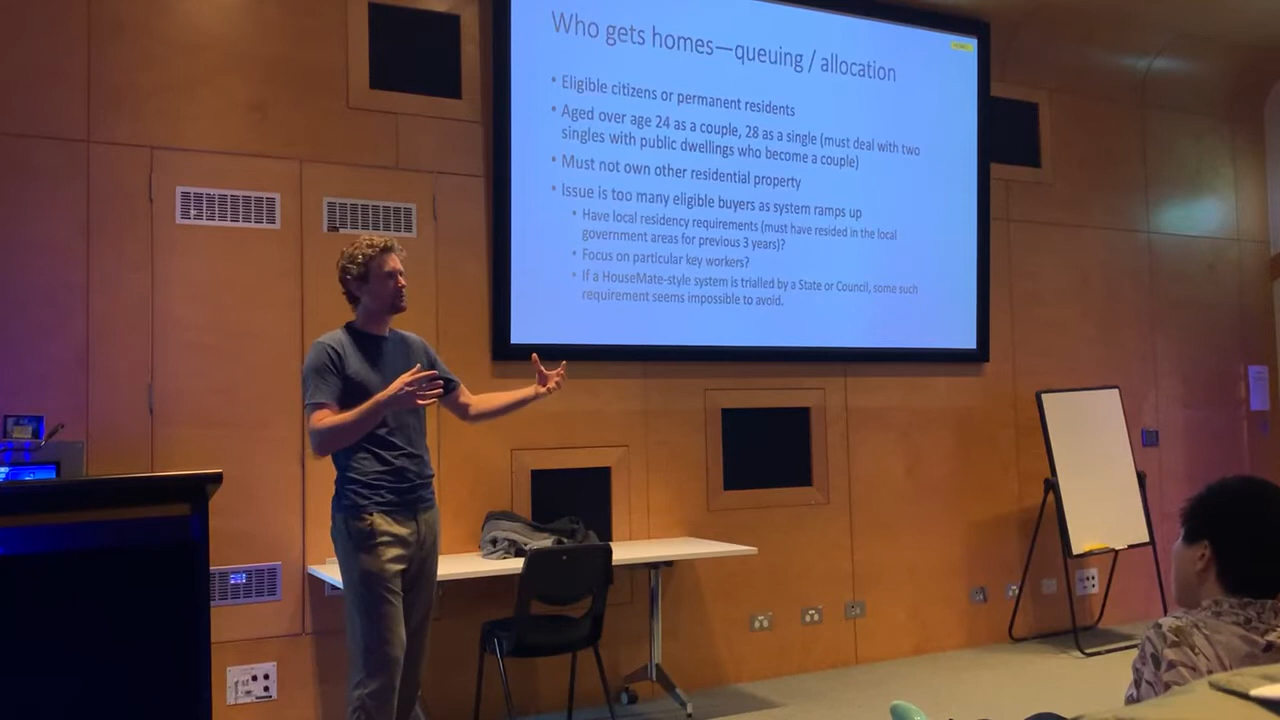 Who gets homes—queuing / allocation
• Eligible citizens or permanent residents
• Aged over age 24 as a couple, 28 as a single (must deal with two
singles with public dwellings who become a couple)
• Must not own other residential property
• Issue is too many eligible buyers as system ramps up
• Have local residency requirements (must have resided in the local
government areas for previous 3 years)?
• Focus on particular key workers?
• If a HouseMate-style system is trialled by a State or Council, some such
requirement seems impossible to avoid.